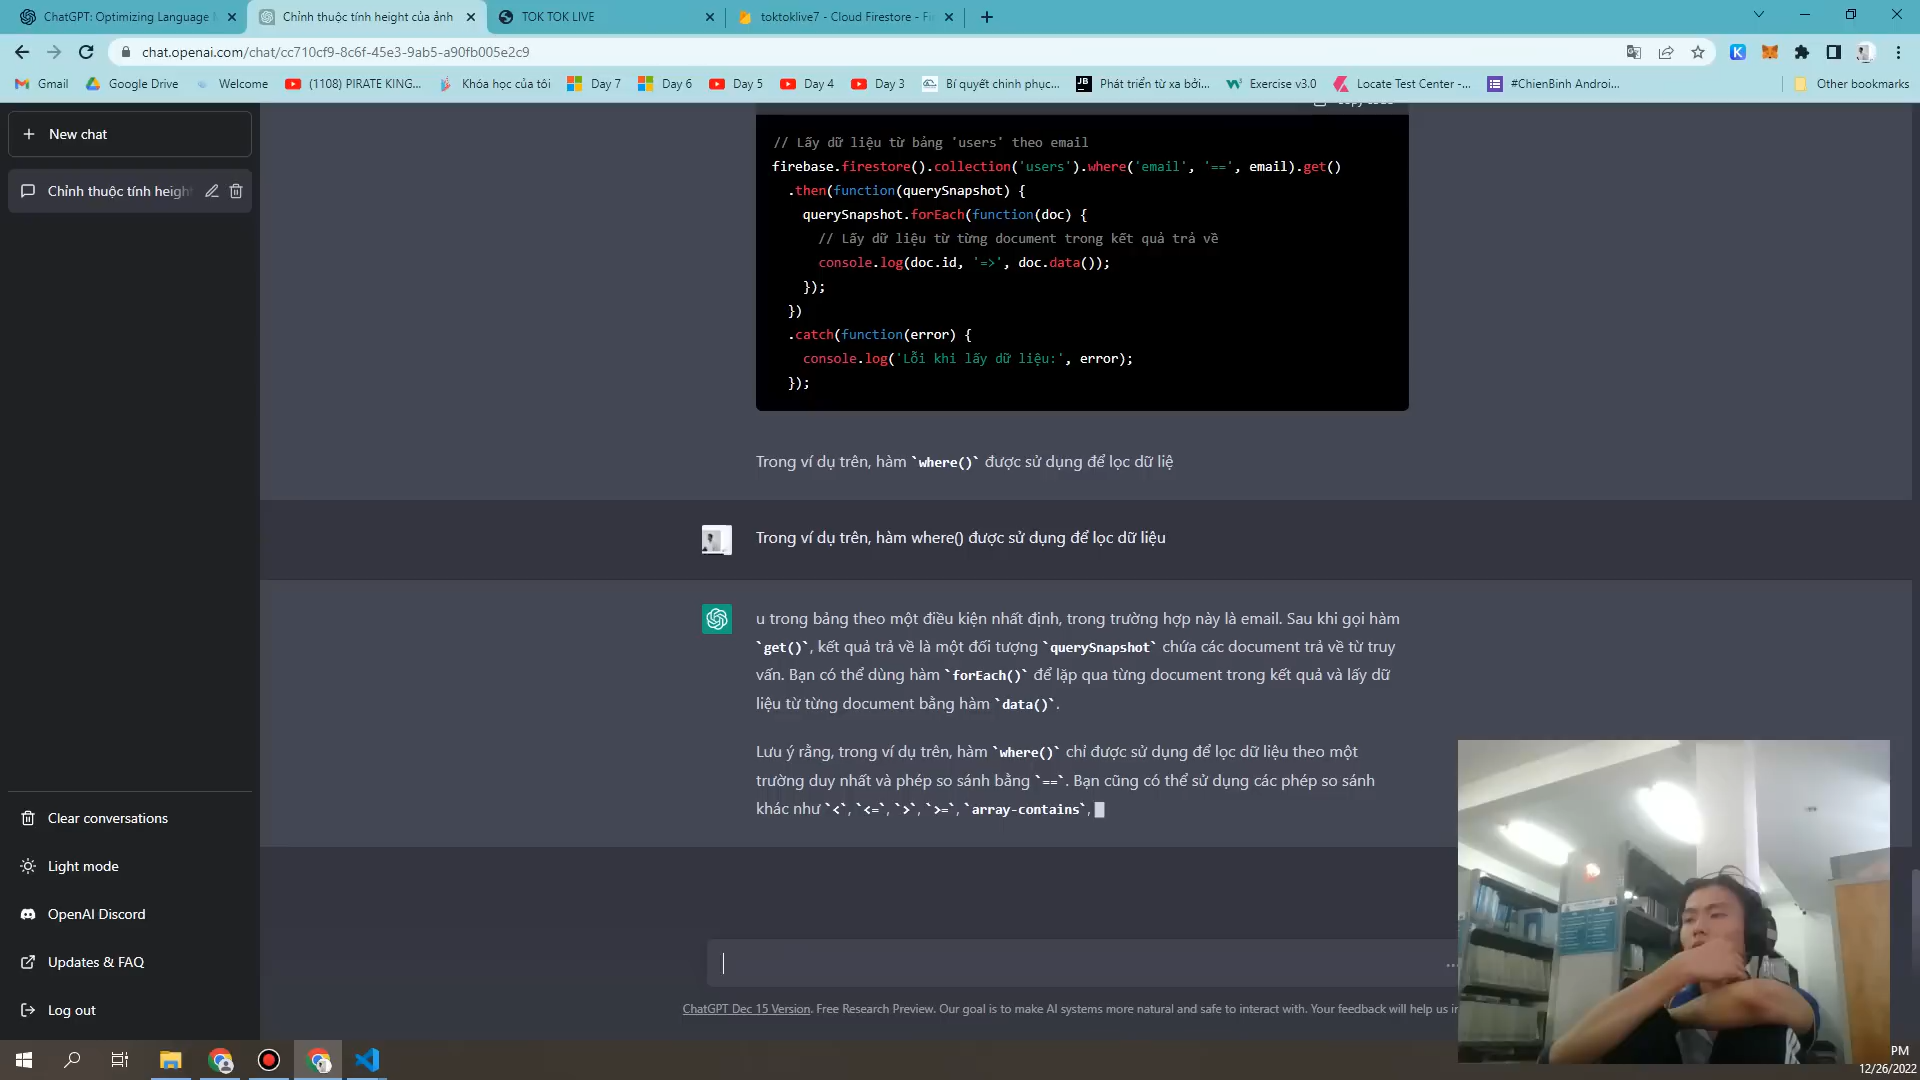 ChatGPT: Optimizing Language
Chỉnh thuộc tính height của ảnh
TOK TOK LIVE
toktoklive7 - Cloud Firestore - Fi
chat.openai.com/chat/cc710cf9-8c6f-45e3-9ab5-a90fb005e2c9
Gmail
Google Drive
Welcome
(1108) PIRATE KING...
Khóa học của tôi
Day 7
Day 6
Day 5
Day 4
Day 3
Bí quyết chinh phục...
Phát triển từ xa bởi...
Exercise v3.0
Locate Test Center -...
#ChienBinh Androi...
Other bookmarks
New chat
Chỉnh thuộc tính heigh
// Lấy dữ liệu từ bảng 'users' theo email
firebase.firestore().collection('users').where('email', '==', email).get()
.then(function(querySnapshot) {
querySnapshot.forEach(function(doc) {
// Lấy dữ liệu từ từng document trong kết quả trả về
console.log(doc.id, '=>', doc.data());
});
})
.catch(function(error) {
console.log('Lỗi khi lấy dữ liệu:', error);
});
Trong ví dụ trên, hàm `where()` được sử dụng để lọc dữ liệ
Trong ví dụ trên, hàm where() được sử dụng để lọc dữ liệu
u trong bảng theo một điều kiện nhất định, trong trường hợp này là email. Sau khi gọi hàm
`get()`, kết quả trả về là một đối tượng `querySnapshot` chứa các document trả về từ truy
vấn. Bạn có thể dùng hàm `forEach()` để lặp qua từng document trong kết quả và lấy dữ
liệu từ từng document bằng hàm `data()`.
Lưu ý rằng, trong ví dụ trên, hàm `where()` chỉ được sử dụng để lọc dữ liệu theo một
trường duy nhất và phép so sánh bằng `==`. Bạn cũng có thể sử dụng các phép so sánh
khác như `<`, `<=`, `>`, `>=`, `array-contains`,
Clear conversations
Light mode
OpenAI Discord
Updates & FAQ
Log out
ChatGPT Dec 15 Version. Free Research Preview. Our goal is to make AI systems more natural and safe to interact with. Your feedback will help us i
PM
12/26/2022